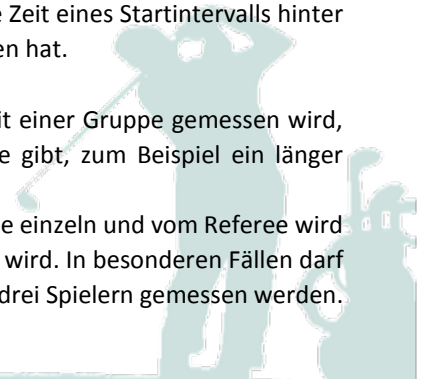 Zeit eines Startintervalls hinter
en hat.
it einer Gruppe gemessen wird,
e gibt, zum Beispiel ein länger
e einzeln und vom Referee wird
wird. In besonderen Fällen darf
drei Spielern gemessen werden.